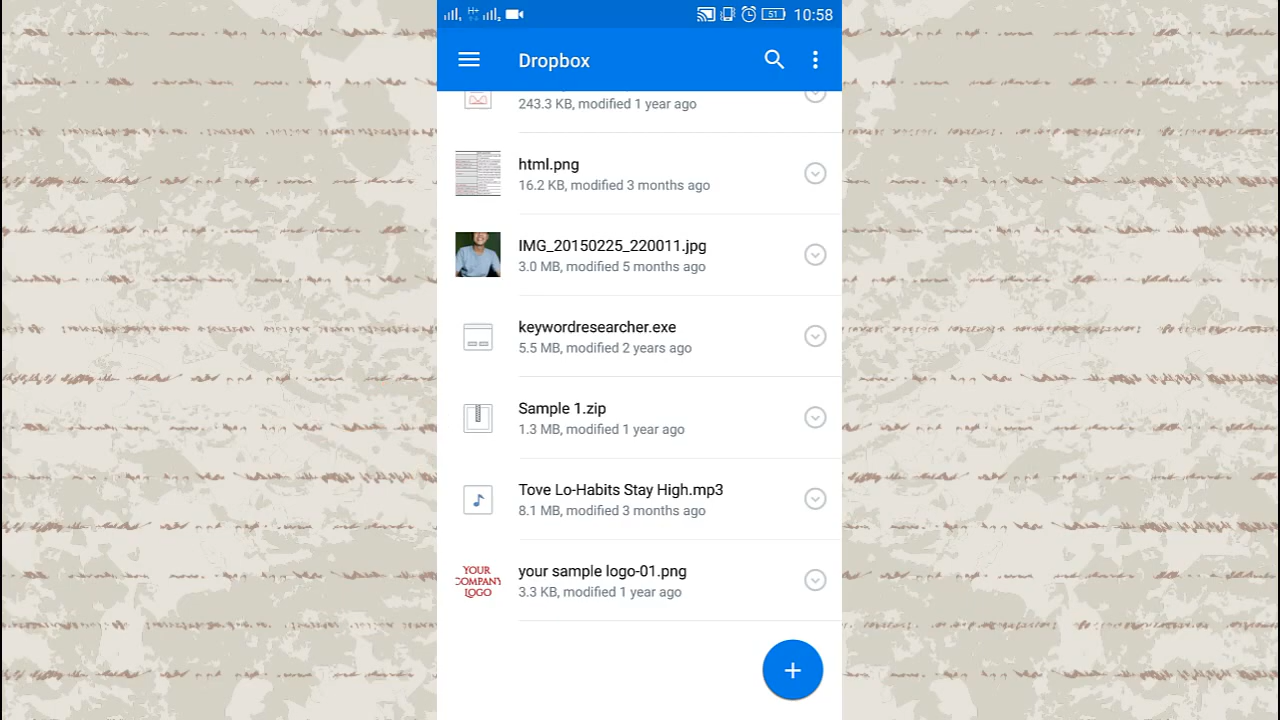 H+
51
10:58
Dropbox
243.3 KB, modified 1 year ago
html.png
16.2 KB, modified 3 months ago
IMG_20150225_220011.jpg
3.0 MB, modified 5 months ago
keywordresearcher.exe
5.5 MB, modified 2 years ago
Sample 1.zip
1.3 MB, modified 1 year ago
Tove Lo-Habits Stay High.mp3
8.1 MB, modified 3 months ago
YOUR
COMPANY
LOGO
your sample logo-01.png
3.3 KB, modified 1 year ago